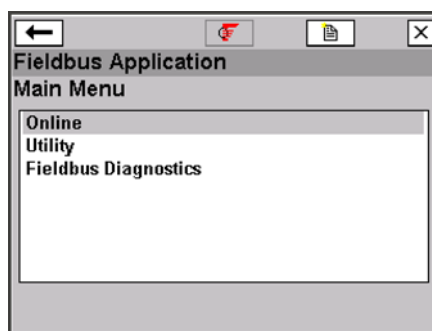 Fieldbus Application
Main Menu
Online
Utility
Fieldbus Diagnostics